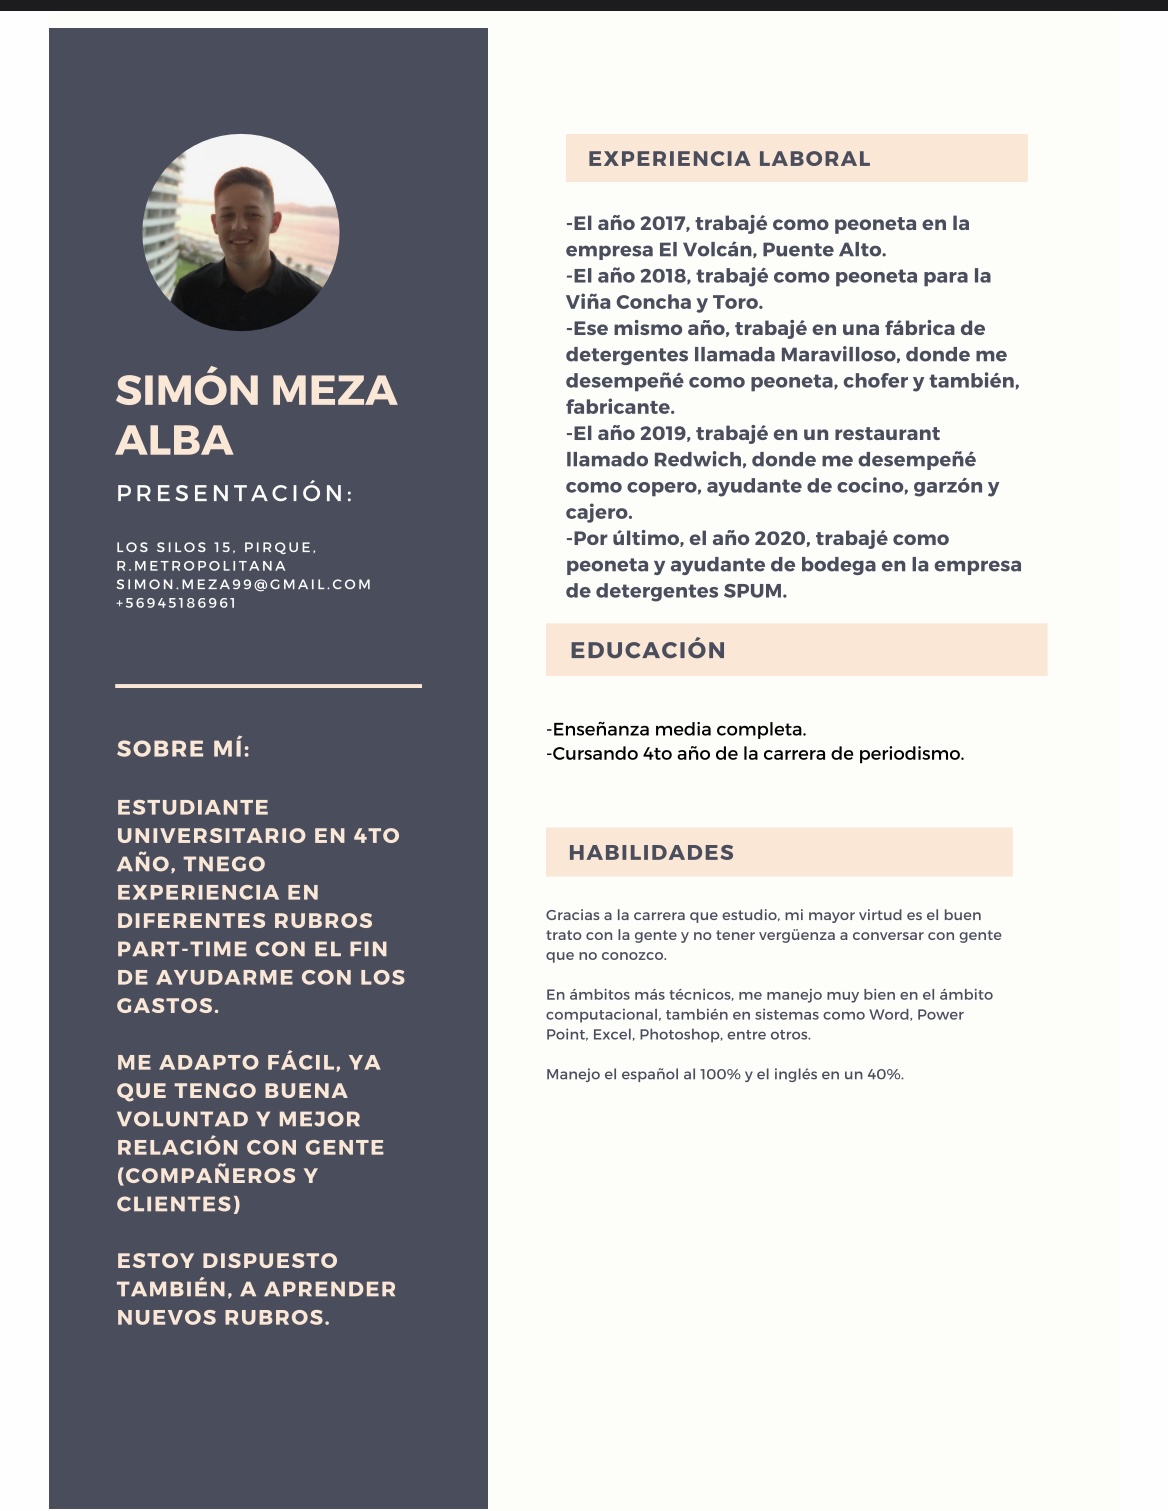 SIMÓN MEZA
ALBA
PRESENTACIÓN:
LOS SILOS 15, PIRQUE,
R.METROPOLITANA
SIMON.MEZA99@GMAIL.COM
+56945186961
SOBRE MÍ:
ESTUDIANTE
UNIVERSITARIO EN 4TO
AÑO, TNEGO
EXPERIENCIA EN
DIFERENTES RUBROS
PART-TIME CON EL FIN
DE AYUDARME CON LOS
GASTOS.
ME ADAPTO FÁCIL, YA
QUE TENGO BUENA
VOLUNTAD Y MEJOR
RELACIÓN CON GENTE
(COMPAÑEROS Y
CLIENTES)
ESTOY DISPUESTO
TAMBIÉN, A APRENDER
NUEVOS RUBROS.
EXPERIENCIA LABORAL
-El año 2017, trabajé como peoneta en la
empresa El Volcán, Puente Alto.
-El año 2018, trabajé como peoneta para la
Viña Concha y Toro.
-Ese mismo año, trabajé en una fábrica de
detergentes llamada Maravilloso, donde me
desempeñé como peoneta, chofer y también,
fabricante.
-El año 2019, trabajé en un restaurant
llamado Redwich, donde me desempeñé
como copero, ayudante de cocino, garzón y
cajero.
-Por último, el año 2020, trabajé como
peoneta y ayudante de bodega en la empresa
de detergentes SPUM.
EDUCACIÓN
-Enseñanza media completa.
-Cursando 4to año de la carrera de periodismo.
HABILIDADES
Gracias a la carrera que estudio, mi mayor virtud es el buen
trato con la gente y no tener vergüenza a conversar con gente
que no conozco.
En ámbitos más técnicos, me manejo muy bien en el ámbito
computacional, también en sistemas como Word, Power
Point, Excel, Photoshop, entre otros.
Manejo el español al 100% y el inglés en un 40%.